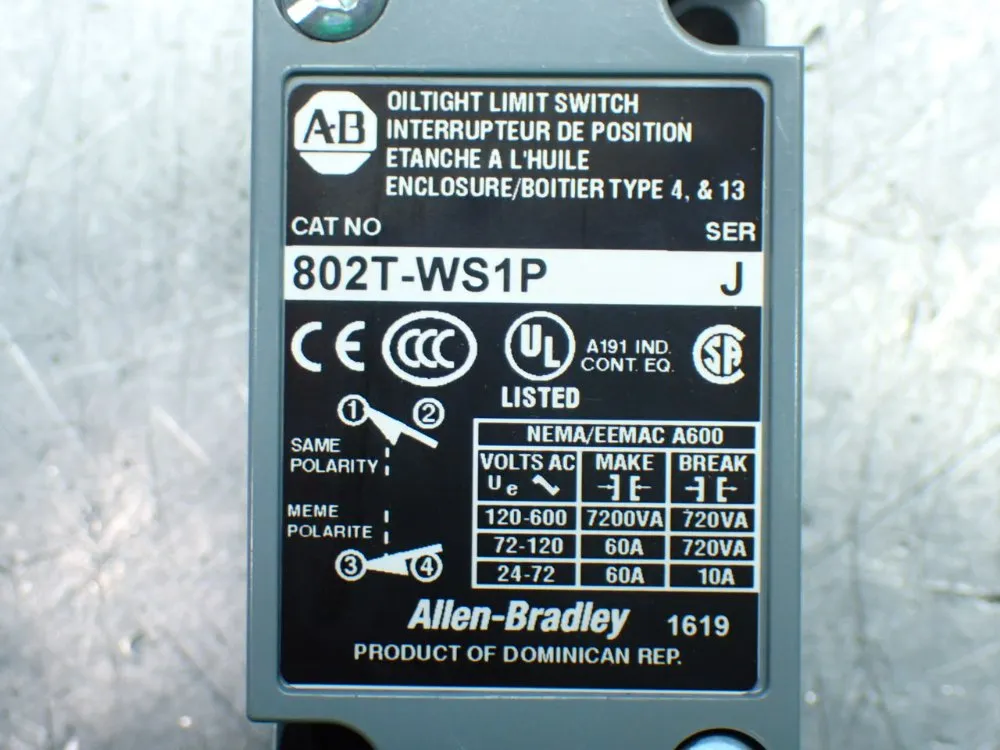 A-B
OILTIGHT LIMIT SWITCH
INTERRUPTEUR DE POSITION
ETANCHE A L'HUILE
ENCLOSURE/BOITIER TYPE 4, & 13
CAT NO SER
802T-WS1P J
CE CCC UL LISTED A191 IND. CONT. EQ. SA
1 2
SAME
POLARITY
MEME
POLARITE
3 4
NEMA/EEMAC A600
VOLTS AC MAKE BREAK
Ue
120-600 7200VA 720VA
72-120 60A 720VA
24-72 60A 10A
Allen-Bradley 1619
PRODUCT OF DOMINICAN REP.